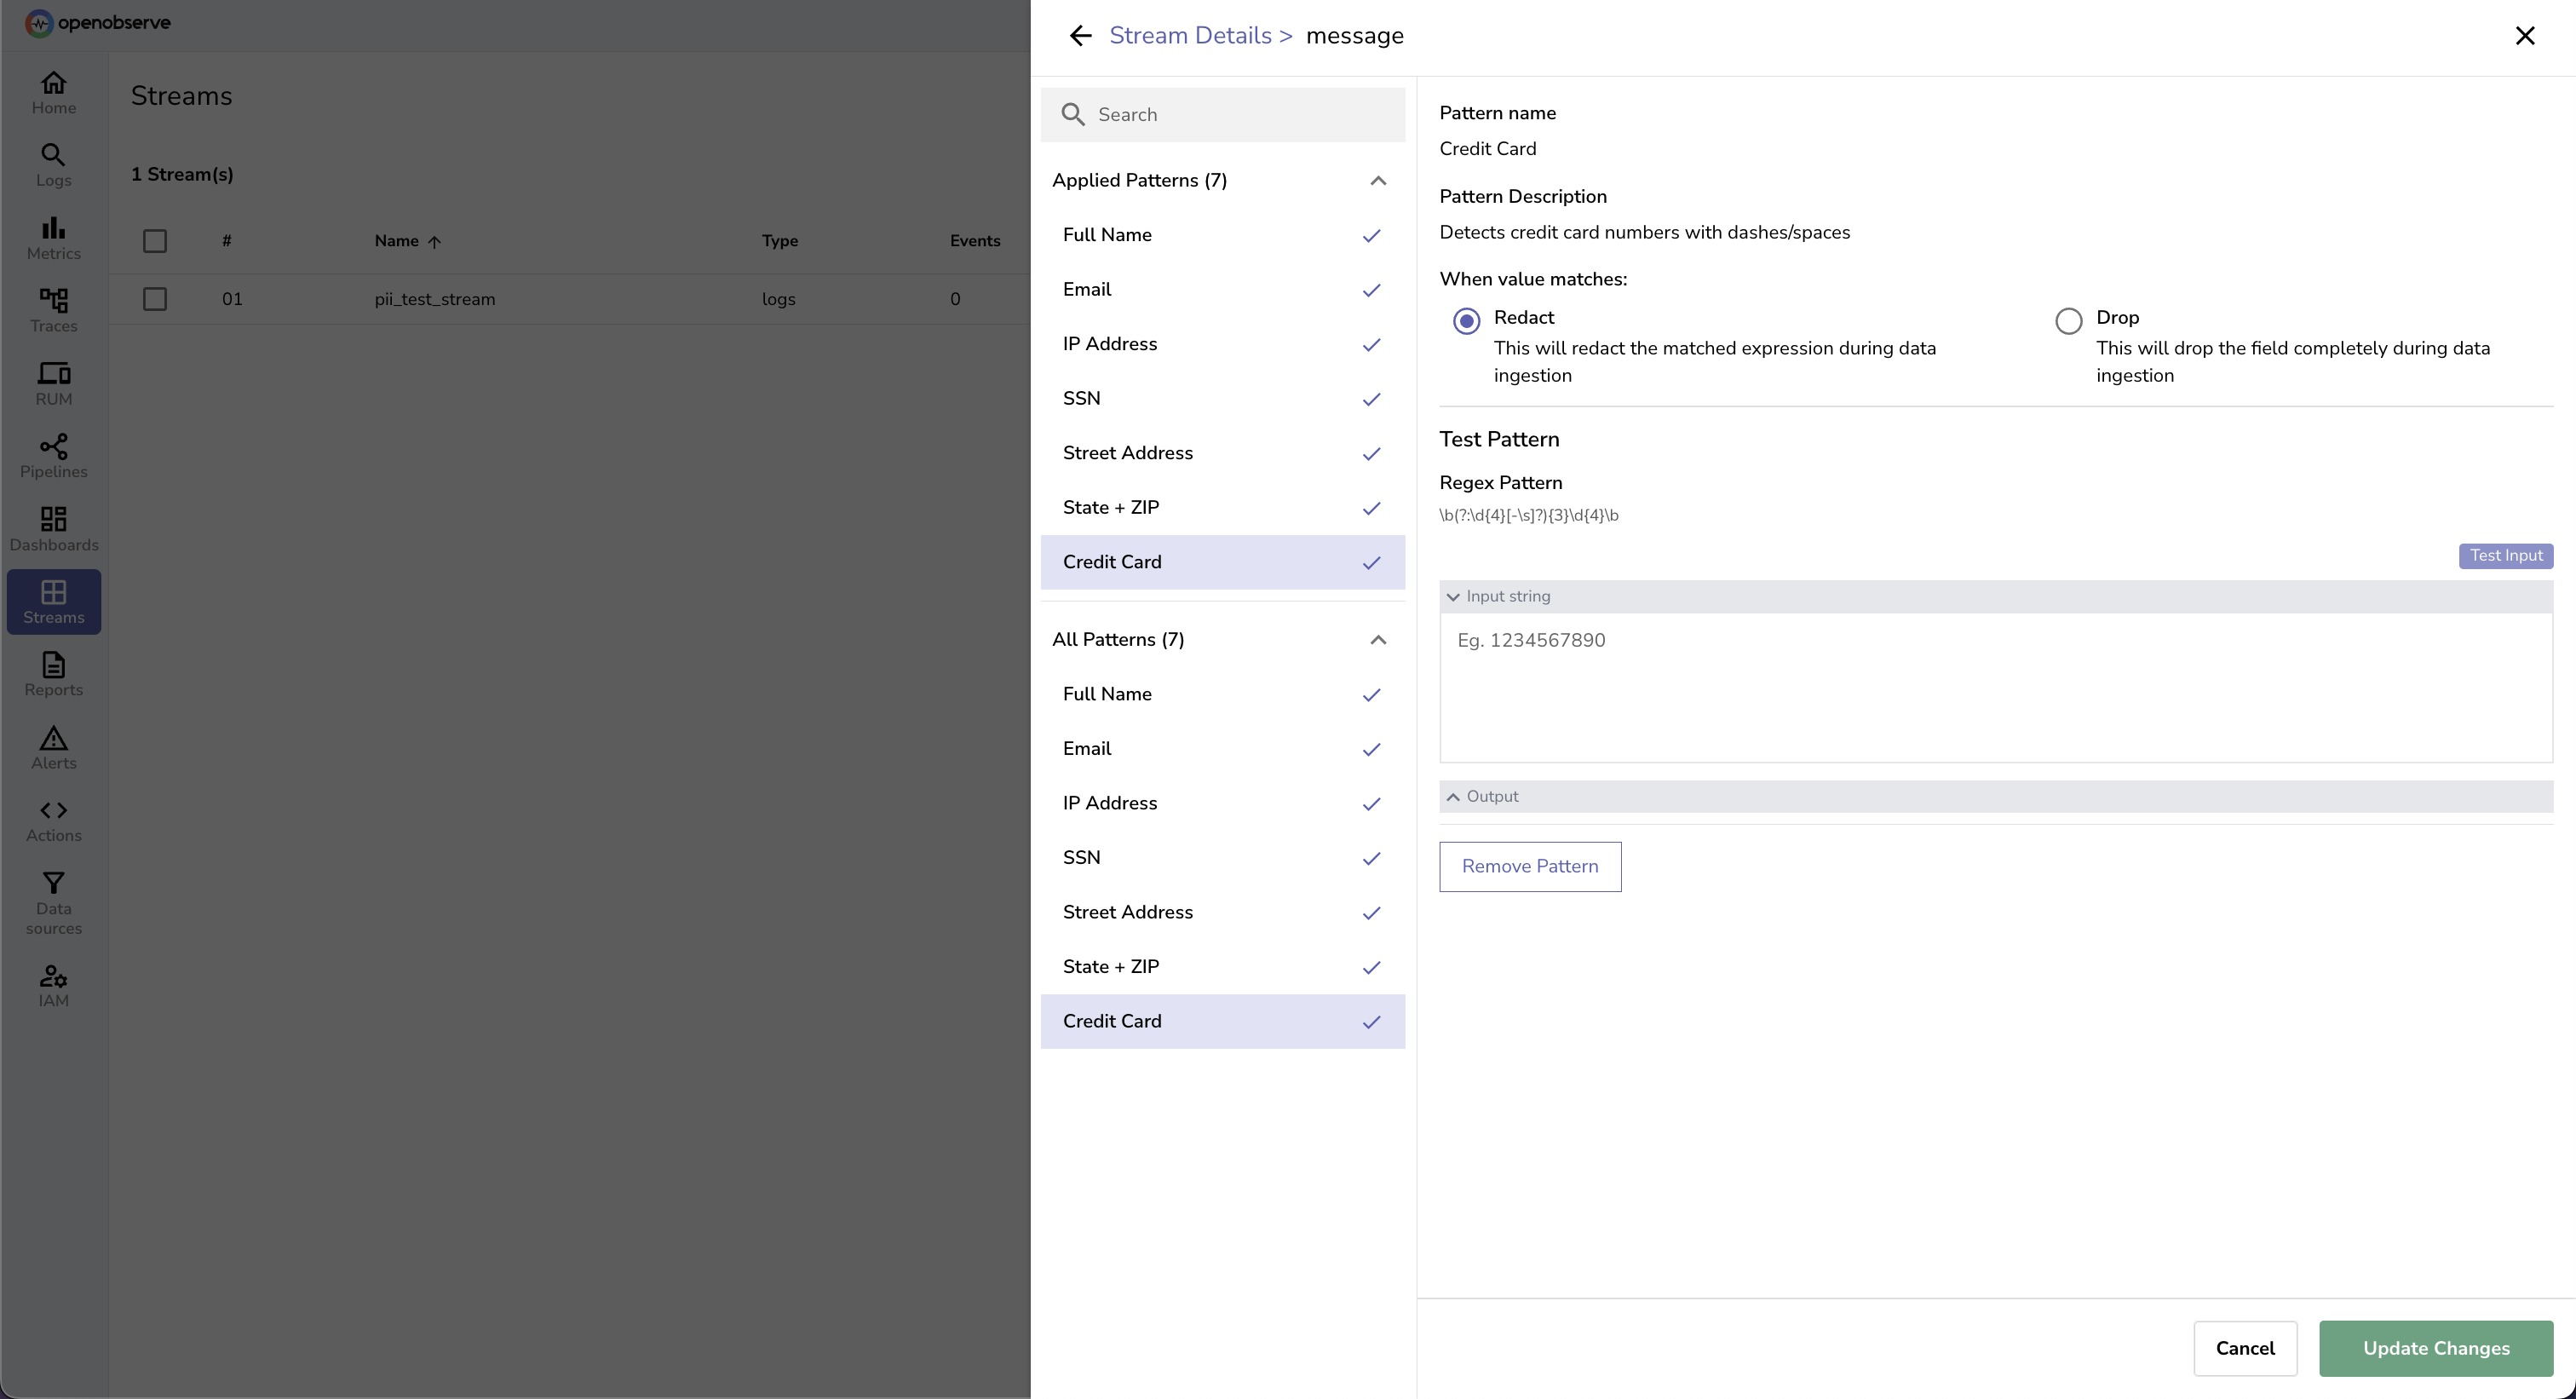 openobserve
Home
Logs
Metrics
Traces
RUM
Pipelines
Dashboards
Streams
Reports
Alerts
Actions
Data
sources
IAM
Streams
1 Stream(s)
# Name Type Events
01 pii_test_stream logs 0
Stream Details > message
Search
Applied Patterns (7)
Full Name
Email
IP Address
SSN
Street Address
State + ZIP
Credit Card
All Patterns (7)
Full Name
Email
IP Address
SSN
Street Address
State + ZIP
Credit Card
Pattern name
Credit Card
Pattern Description
Detects credit card numbers with dashes/spaces
When value matches:
Redact
This will redact the matched expression during data
ingestion
Drop
This will drop the field completely during data
ingestion
Test Pattern
Regex Pattern
\b(?:\d{4}[-\s]?){3}\d{4}\b
Test Input
Input string
Eg. 1234567890
Output
Remove Pattern
Cancel
Update Changes